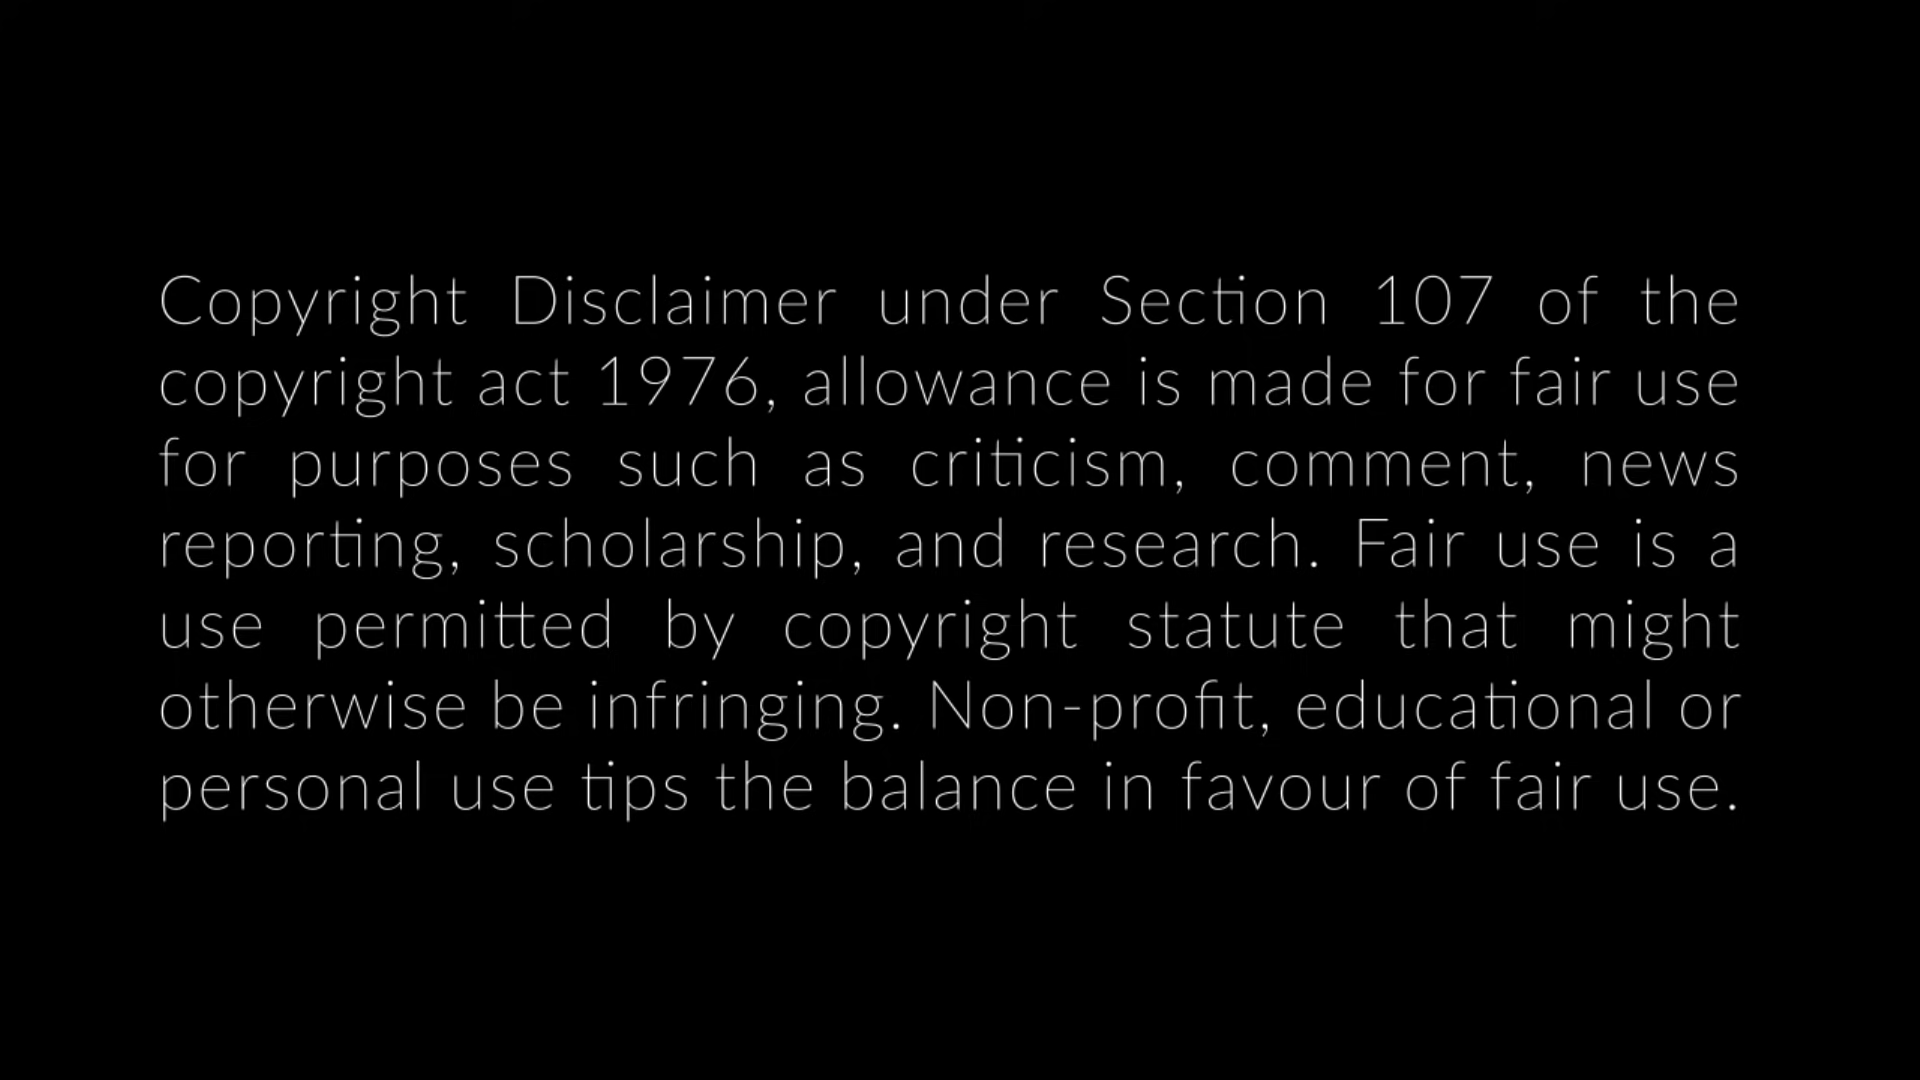 Copyright Disclaimer under Section 107 of the
copyright act 1976, allowance is made for fair use
for purposes such as criticism, comment, news
reporting, scholarship, and research. Fair use is a
use permitted by copyright statute that might
otherwise be infringing. Non-profit, educational or
personal use tips the balance in favour of fair use.